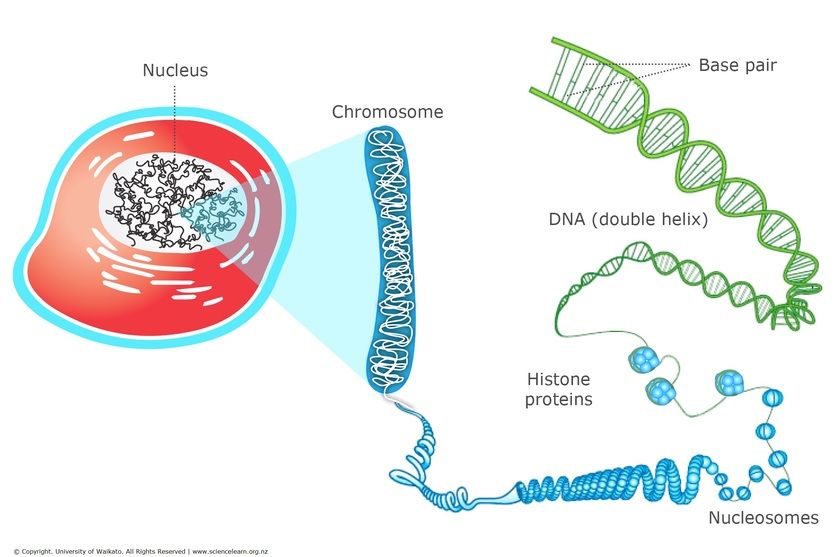 Nucleus
Chromosome
Base pair
DNA (double helix)
Histone
proteins
Nucleosomes
© Copyright. University of Waikato. All Rights Reserved | www.sciencelearn.org.nz